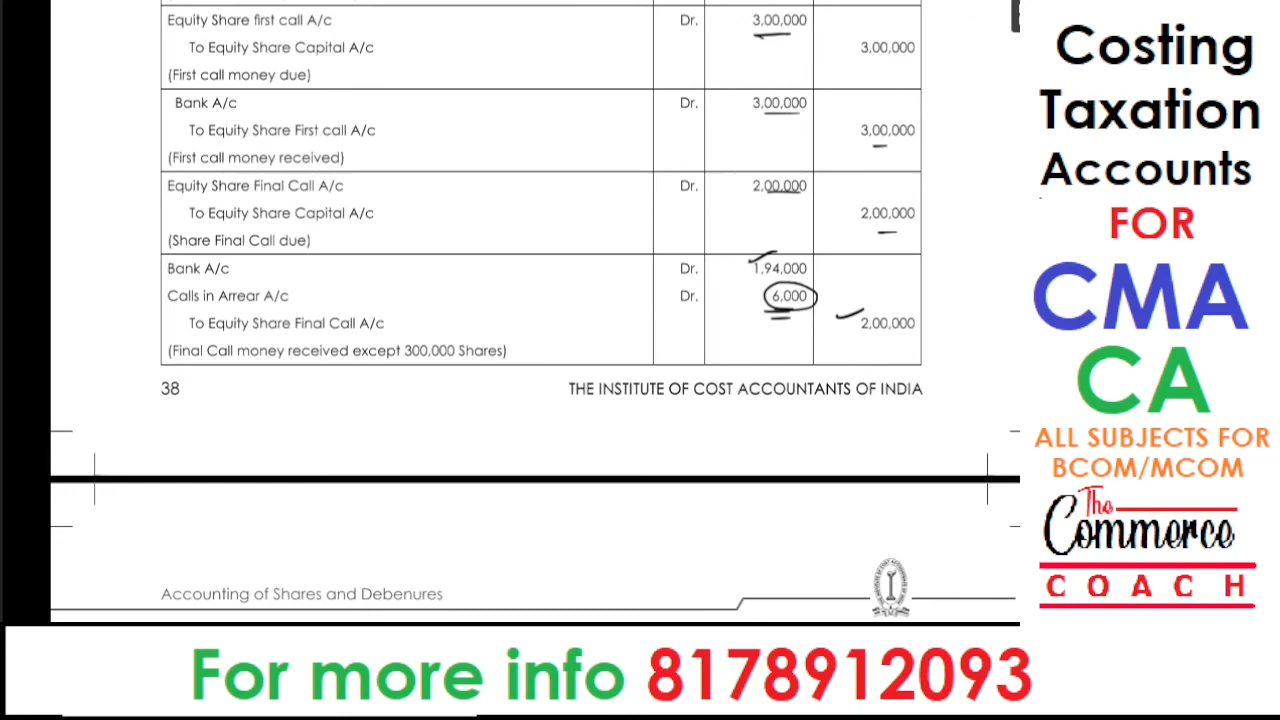 Equity Share first call A/c Dr. 3,00,000
To Equity Share Capital A/c 3,00,000
(First call money due)
Bank A/c Dr. 3,00,000
To Equity Share First call A/c 3,00,000
(First call money received)
Equity Share Final Call A/c Dr. 2,00,000
To Equity Share Capital A/c 2,00,000
(Share Final Call due)
Bank A/c Dr. 1,94,000
Calls in Arrear A/c Dr. 6,000
To Equity Share Final Call A/c 2,00,000
(Final Call money received except 300,000 Shares)
38 THE INSTITUTE OF COST ACCOUNTANTS OF INDIA
Accounting of Shares and Debenures
Costing
Taxation
Accounts
FOR
CMA
CA
ALL SUBJECTS FOR
BCOM/MCOM
The
Commerce
COACH
For more info 8178912093